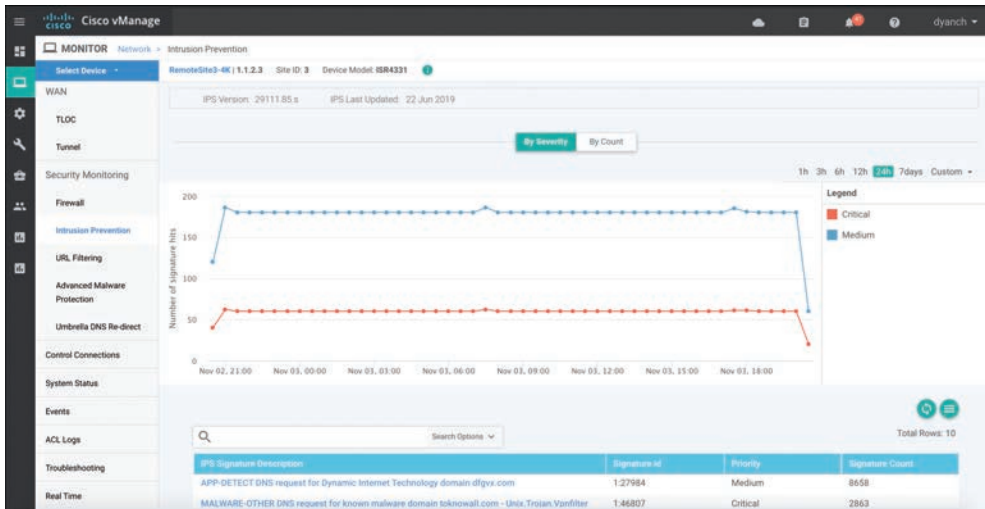 CISCO Cisco vManage
dyanch
MONITOR Network > Intrusion Prevention
Select Device
RemoteSite3-4K | 1.1.2.3 Site ID: 3 Device Model: ISR4331
WAN
TLOC
Tunnel
Security Monitoring
Firewall
Intrusion Prevention
URL Filtering
Advanced Malware
Protection
Umbrella DNS Re-direct
Control Connections
System Status
Events
ACL Logs
Troubleshooting
Real Time
IPS Version: 29111.85.s IPS Last Updated: 22 Jun 2019
By Severity By Count
1h 3h 6h 12h 24h 7days Custom
Number of signature hits
200
150
100
50
0
Nov 02, 21:00 Nov 03, 00:00 Nov 03, 03:00 Nov 03, 06:00 Nov 03, 09:00 Nov 03, 12:00 Nov 03, 15:00 Nov 03, 18:00
Legend
Critical
Medium
Search Options
Total Rows: 10
IPS Signature Description Signature Id Priority Signature Count
APP-DETECT DNS request for Dynamic Internet Technology domain dfgvx.com 1:27984 Medium 8658
MALWARE-OTHER DNS request for known malware domain toknowall.com - Unix.Trojan.Vpnfilter 1:46807 Critical 2863